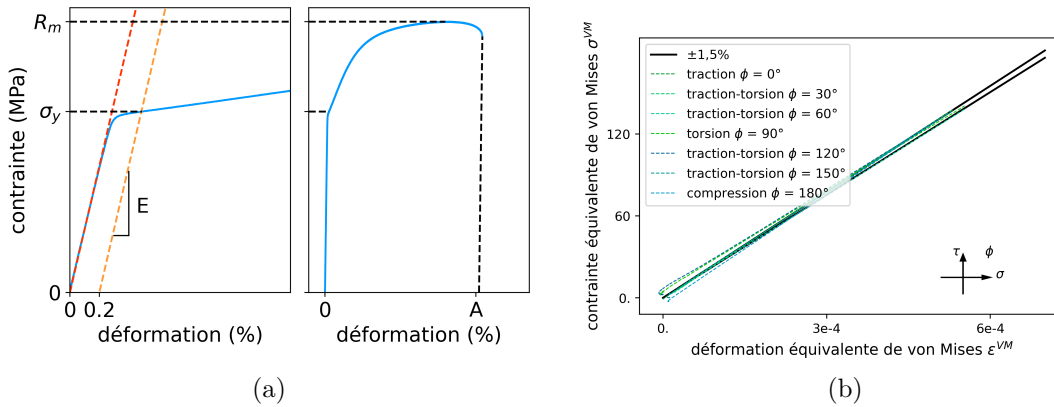 R_m
σ_y
0
contrainte (MPa)
E
0 0.2
déformation (%)
0 A
déformation (%)
(a)
contrainte équivalente de von Mises σ^VM
120
60
0.
±1,5%
traction ϕ = 0°
traction-torsion ϕ = 30°
traction-torsion ϕ = 60°
torsion ϕ = 90°
traction-torsion ϕ = 120°
traction-torsion ϕ = 150°
compression ϕ = 180°
τ ϕ
σ
0. 3e-4 6e-4
déformation équivalente de von Mises ε^VM
(b)